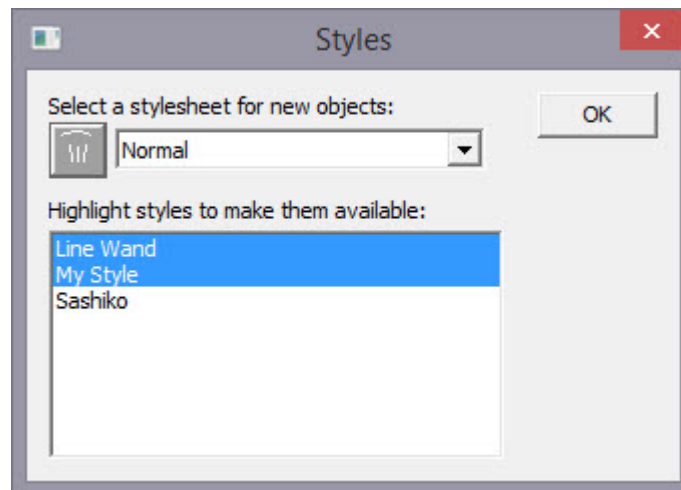 Styles
Select a stylesheet for new objects:
OK
Normal
Highlight styles to make them available:
Line Wand
My Style
Sashiko